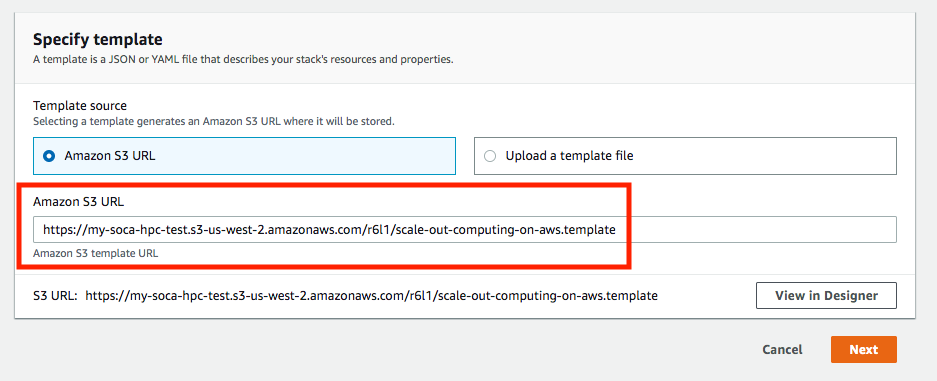 Specify template
A template is a JSON or YAML file that describes your stack's resources and properties.
Template source
Selecting a template generates an Amazon S3 URL where it will be stored.
Amazon S3 URL
Upload a template file
Amazon S3 URL
https://my-soca-hpc-test.s3-us-west-2.amazonaws.com/r6l1/scale-out-computing-on-aws.template
Amazon S3 template URL
S3 URL: https://my-soca-hpc-test.s3-us-west-2.amazonaws.com/r6l1/scale-out-computing-on-aws.template
View in Designer
Cancel
Next